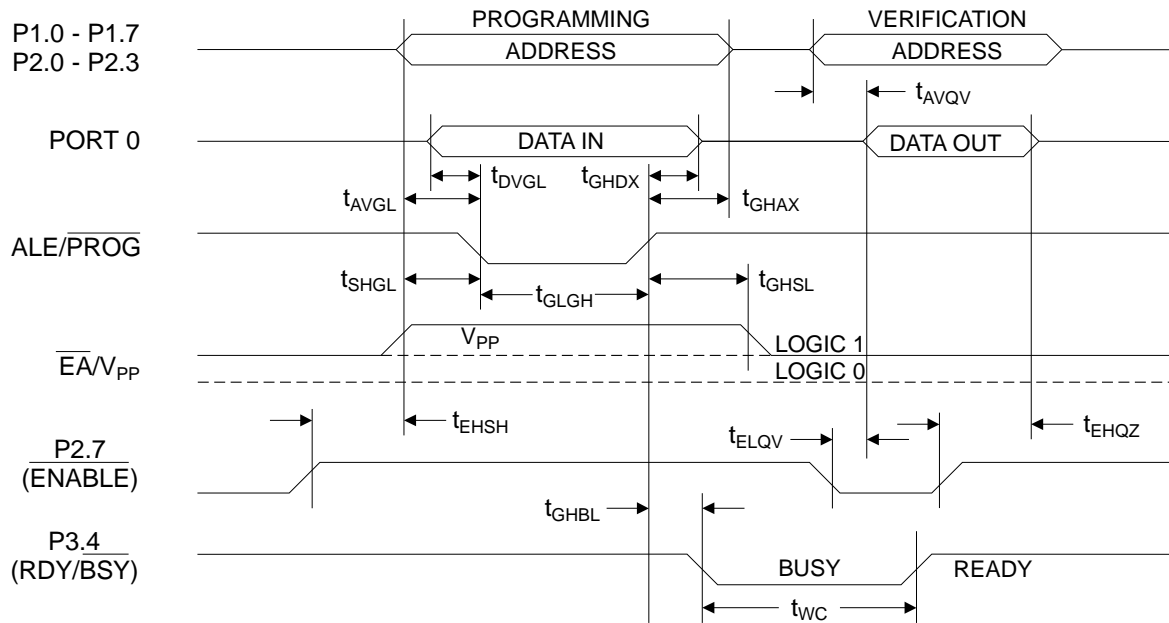 PROGRAMMING VERIFICATION
P1.0 - P1.7
P2.0 - P2.3
ADDRESS ADDRESS
tAVQV
PORT 0 DATA IN DATA OUT
tDVGL tGHDX
tAVGL tGHAX
ALE/PROG
tSHGL tGLGH tGHSL
EA/VPP VPP LOGIC 1
LOGIC 0
tEHSH tELQV tEHQZ
P2.7
(ENABLE)
tGHBL
P3.4
(RDY/BSY) BUSY READY
tWC